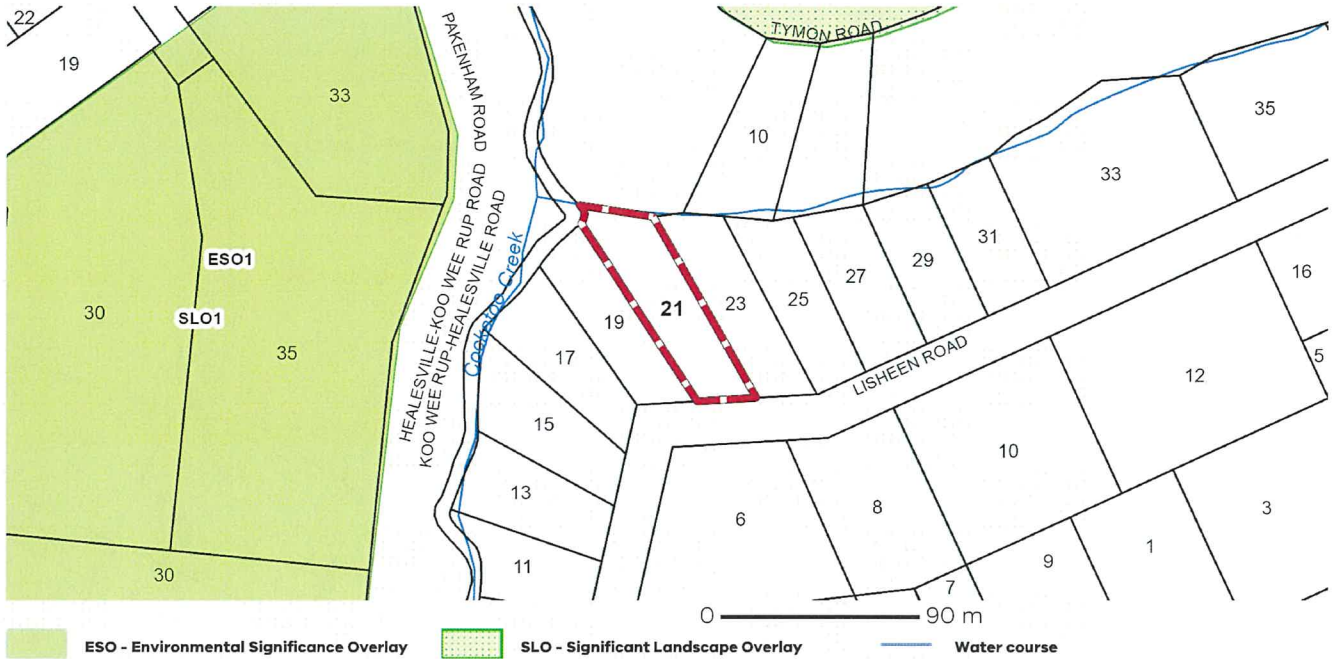 22
19
33
PAKENHAM ROAD
TYMON ROAD
10
35
33
HEALESVILLE-KOO WEE RUP ROAD
KOO WEE RUP-HEALESVILLE ROAD
Cockatoo Creek
ESO1
30
SLO1
35
19
21
23
25
27
29
31
16
5
17
LISHEEN ROAD
12
15
10
13
6
8
3
11
9
1
7
30
0 90 m
ESO - Environmental Significance Overlay
SLO - Significant Landscape Overlay
Water course